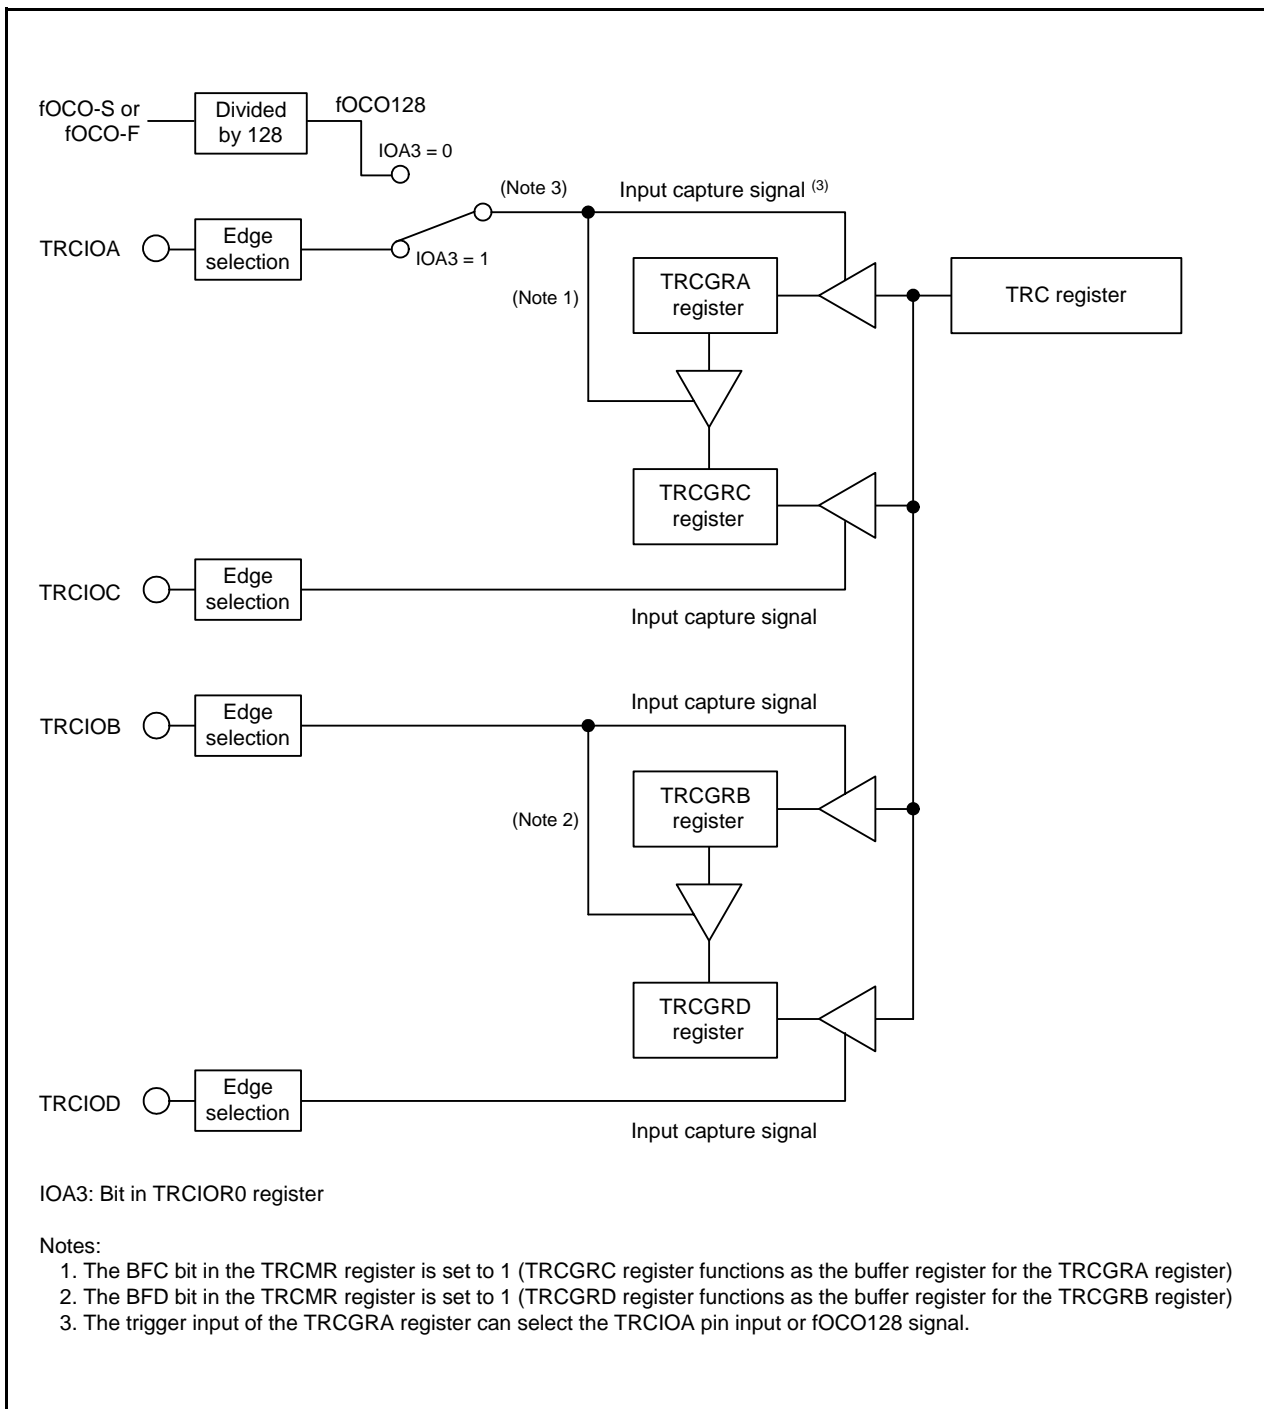 fOCO-S or
fOCO-F
Divided
by 128
fOCO128
IOA3 = 0
(Note 3)
Input capture signal (3)
TRCIOA
Edge
selection
IOA3 = 1
(Note 1)
TRCGRA
register
TRC register
TRCGRC
register
TRCIOC
Edge
selection
Input capture signal
TRCIOB
Edge
selection
Input capture signal
(Note 2)
TRCGRB
register
TRCGRD
register
TRCIOD
Edge
selection
Input capture signal
IOA3: Bit in TRCIOR0 register
Notes:
1. The BFC bit in the TRCMR register is set to 1 (TRCGRC register functions as the buffer register for the TRCGRA register)
2. The BFD bit in the TRCMR register is set to 1 (TRCGRD register functions as the buffer register for the TRCGRB register)
3. The trigger input of the TRCGRA register can select the TRCIOA pin input or fOCO128 signal.